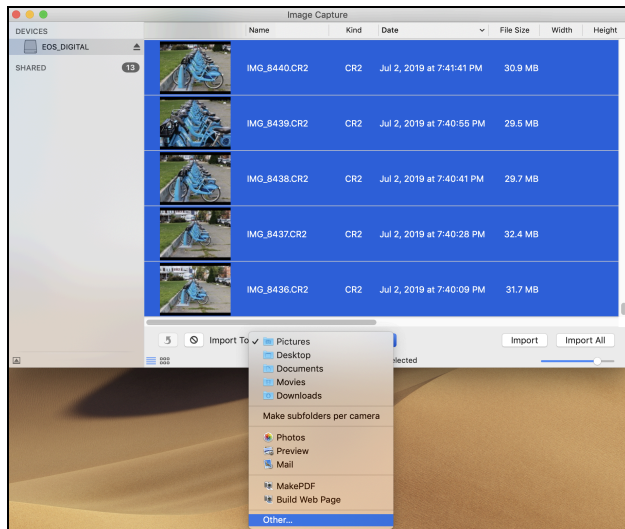 Image Capture
DEVICES
Name Kind Date File Size Width Height
EOS_DIGITAL
SHARED 13
IMG_8440.CR2 CR2 Jul 2, 2019 at 7:41:41 PM 30.9 MB
IMG_8439.CR2 CR2 Jul 2, 2019 at 7:40:55 PM 29.5 MB
IMG_8438.CR2 CR2 Jul 2, 2019 at 7:40:41 PM 29.7 MB
IMG_8437.CR2 CR2 Jul 2, 2019 at 7:40:28 PM 32.4 MB
IMG_8436.CR2 CR2 Jul 2, 2019 at 7:40:09 PM 31.7 MB
Import To Pictures Import Import All
Desktop
Documents
Movies
Downloads
Make subfolders per camera
Photos
Preview
Mail
MakePDF
Build Web Page
Other...